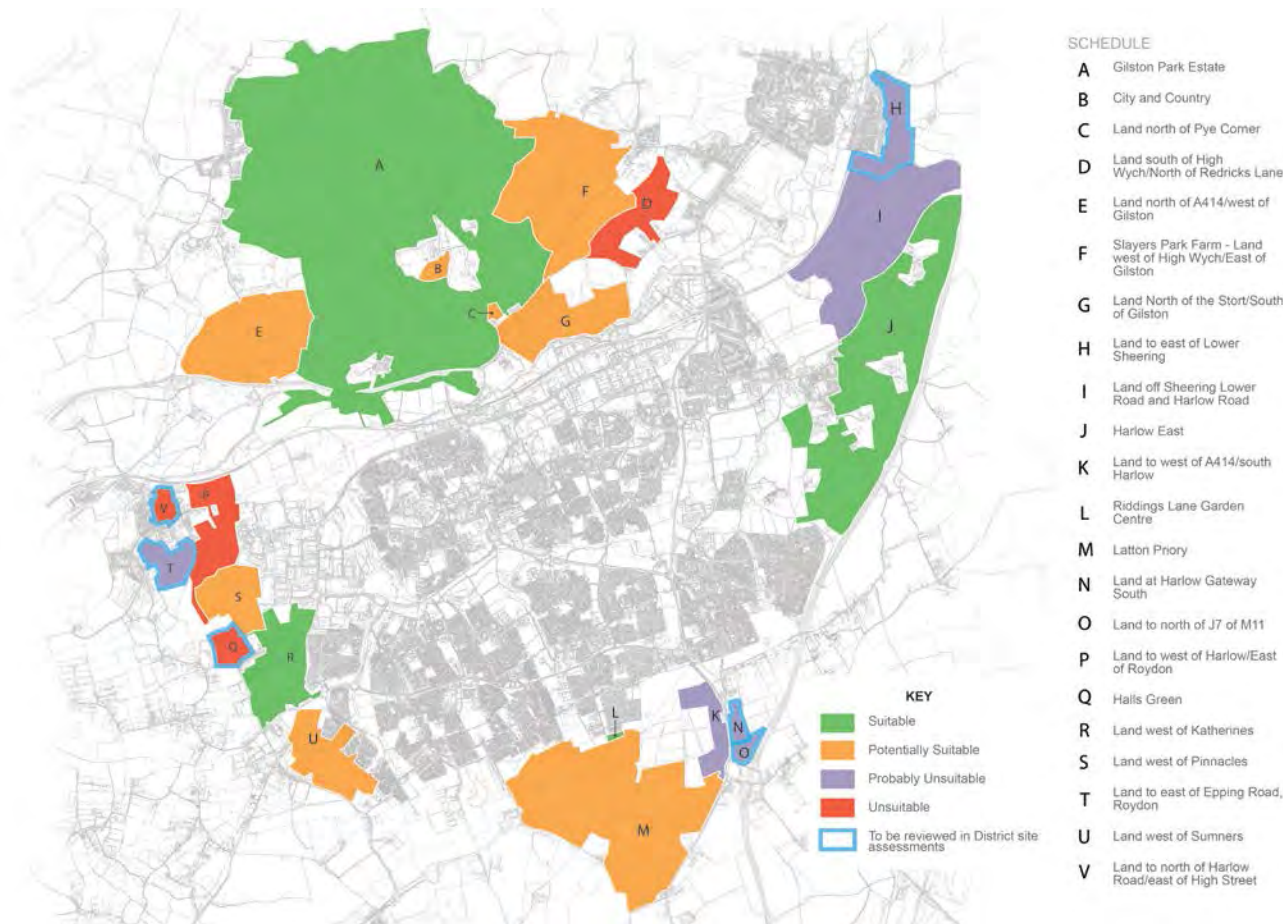 A
B
C
D
E
F
G
H
I
J
K
L
M
N
O
P
Q
R
S
T
U
V
KEY
Suitable
Potentially Suitable
Probably Unsuitable
Unsuitable
To be reviewed in District site
assessments
SCHEDULE
A Gilston Park Estate
B City and Country
C Land north of Pye Corner
D Land south of High
Wych/North of Redricks Lane
E Land north of A414/west of
Gilston
F Slayers Park Farm - Land
west of High Wych/East of
Gilston
G Land North of the Stort/South
of Gilston
H Land to east of Lower
Sheering
I Land off Sheering Lower
Road and Harlow Road
J Harlow East
K Land to west of A414/south
Harlow
L Riddings Lane Garden
Centre
M Latton Priory
N Land at Harlow Gateway
South
O Land to north of J7 of M11
P Land to west of Harlow/East
of Roydon
Q Halls Green
R Land west of Katherines
S Land west of Pinnacles
T Land to east of Epping Road,
Roydon
U Land west of Sumners
V Land to north of Harlow
Road/east of High Street